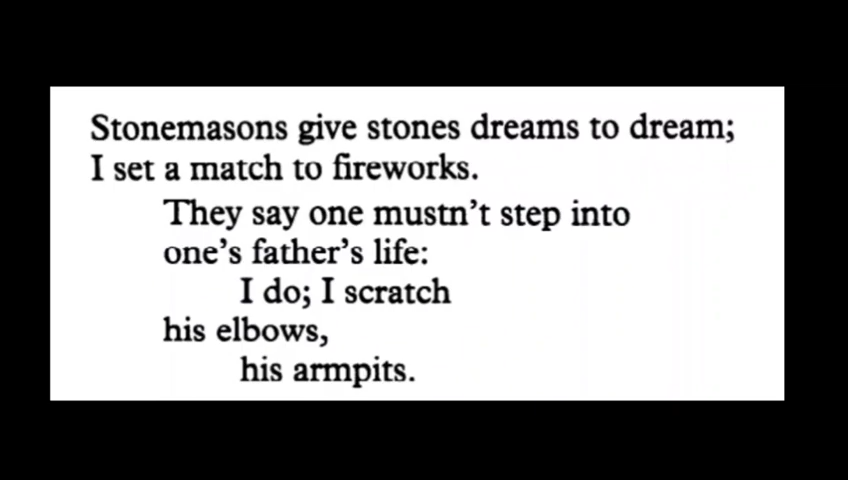 Stonemasons give stones dreams to dream;
I set a match to fireworks.
They say one mustn't step into
one's father's life:
I do; I scratch
his elbows,
his armpits.